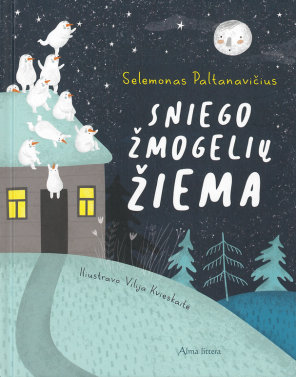 Selemonas Paltanavičius
SNIEGO
ŽMOGELIŲ
ŽIEMA
Iliustravo Vilija Kvieskaitė
Alma littera